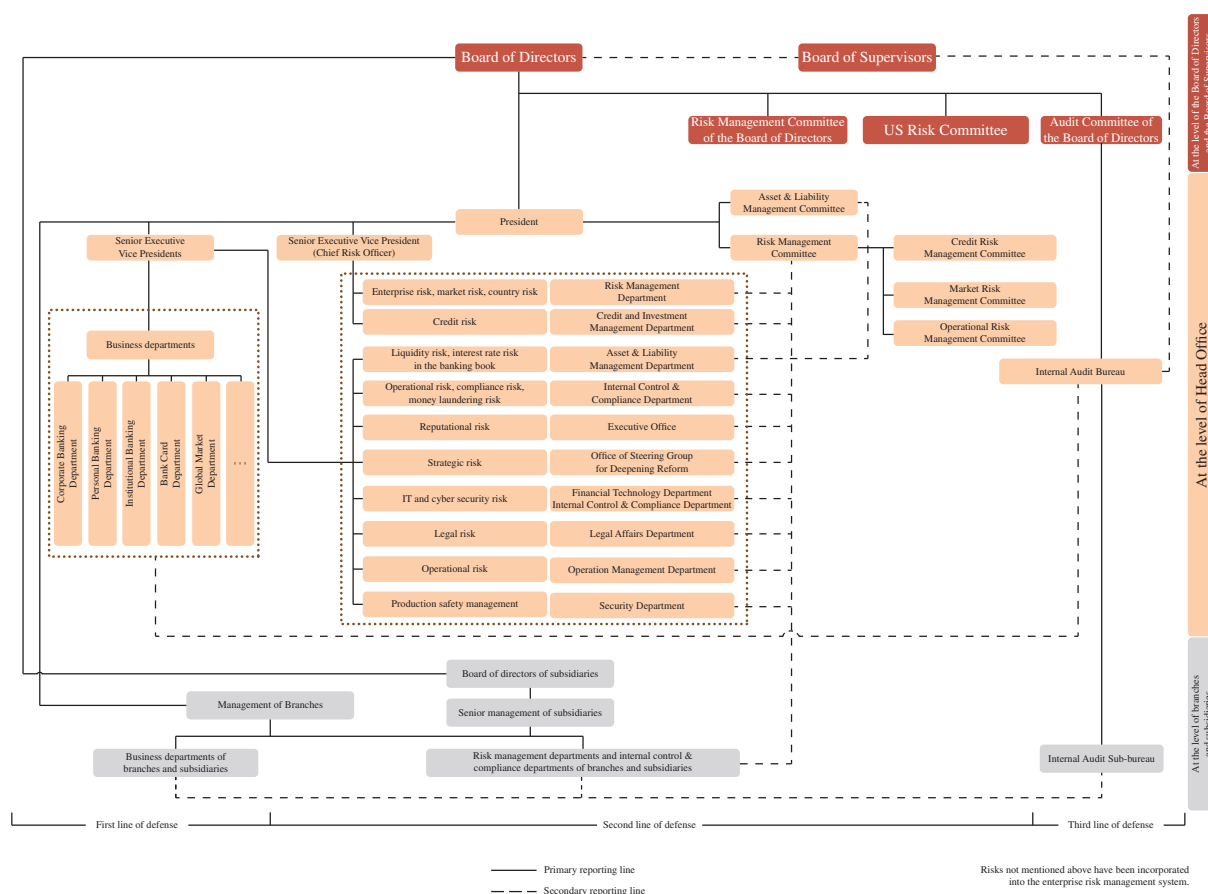 Board of Directors
Board of Supervisors
Risk Management Committee
of the Board of Directors
US Risk Committee
Audit Committee of
the Board of Directors
At the level of the Board of Directors
and the Board of Supervisors
President
Asset & Liability
Management Committee
Senior Executive
Vice Presidents
Senior Executive Vice President
(Chief Risk Officer)
Risk Management
Committee
Credit Risk
Management Committee
Market Risk
Management Committee
Operational Risk
Management Committee
Enterprise risk, market risk, country risk
Risk Management
Department
Credit risk
Credit and Investment
Management Department
Business departments
Liquidity risk, interest rate risk
in the banking book
Asset & Liability
Management Department
Internal Audit Bureau
Operational risk, compliance risk,
money laundering risk
Internal Control &
Compliance Department
Reputational risk
Executive Office
Strategic risk
Office of Steering Group
for Deepening Reform
IT and cyber security risk
Financial Technology Department
Internal Control & Compliance Department
Legal risk
Legal Affairs Department
Operational risk
Operation Management Department
Production safety management
Security Department
Corporate Banking
Department
Personal Banking
Department
Institutional Banking
Department
Bank Card
Department
Global Market
Department
...
At the level of Head Office
Board of directors of subsidiaries
Management of Branches
Senior management of subsidiaries
Business departments of
branches and subsidiaries
Risk management departments and internal control &
compliance departments of branches and subsidiaries
Internal Audit Sub-bureau
At the level of branches
and subsidiaries
First line of defense
Second line of defense
Third line of defense
Primary reporting line
Secondary reporting line
Risks not mentioned above have been incorporated
into the enterprise risk management system.